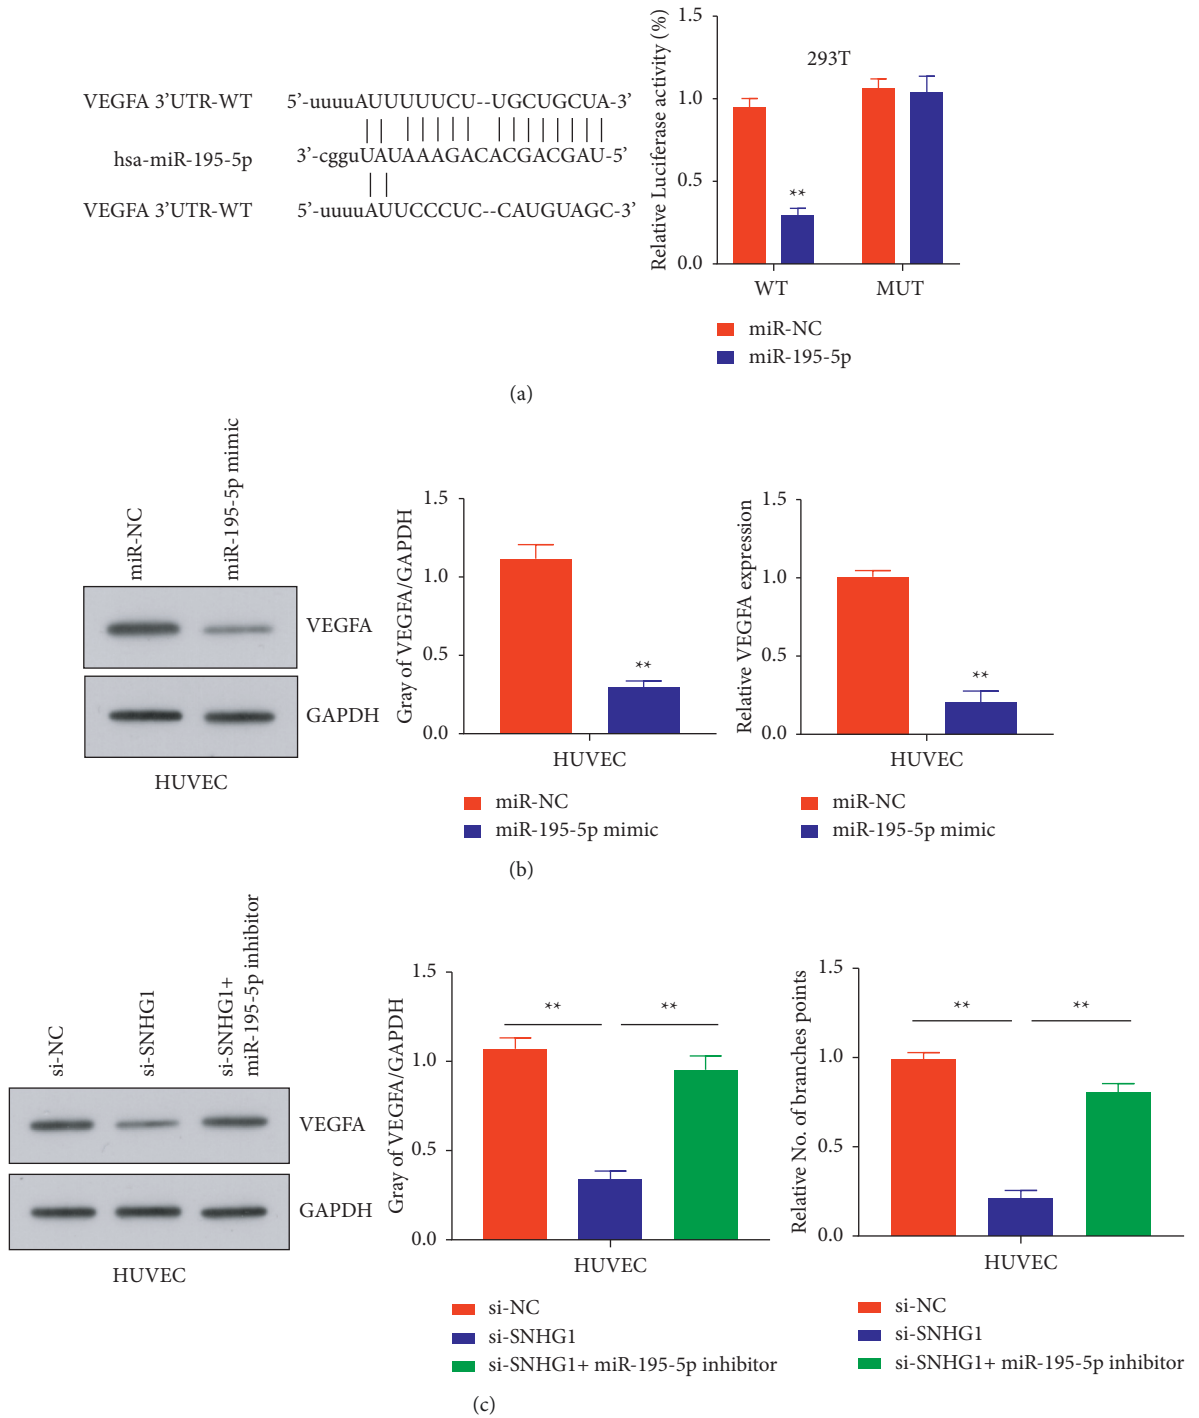 VEGFA 3’UTR-WT 5’-uuuuAUUUUUCU--UGCUGCUA-3’
hsa-miR-195-5p 3’-cgguUAUAAAGACACGACGAU-5’
VEGFA 3’UTR-WT 5’-uuuuAUUCCCUC--CAUGUAGC-3’
Relative Luciferase activity (%)
1.5
1.0
0.5
0.0
293T
**
WT MUT
miR-NC
miR-195-5p
(a)
miR-NC
miR-195-5p mimic
VEGFA
GAPDH
HUVEC
Gray of VEGFA/GAPDH
1.5
1.0
0.5
0.0
**
HUVEC
miR-NC
miR-195-5p mimic
Relative VEGFA expression
1.5
1.0
0.5
0.0
**
HUVEC
miR-NC
miR-195-5p mimic
(b)
si-NC
si-SNHG1
si-SNHG1+
miR-195-5p inhibitor
VEGFA
GAPDH
HUVEC
Gray of VEGFA/GAPDH
1.5
1.0
0.5
0.0
** **
HUVEC
si-NC
si-SNHG1
si-SNHG1+ miR-195-5p inhibitor
Relative No. of branches points
1.5
1.0
0.5
0.0
** **
HUVEC
si-NC
si-SNHG1
si-SNHG1+ miR-195-5p inhibitor
(c)